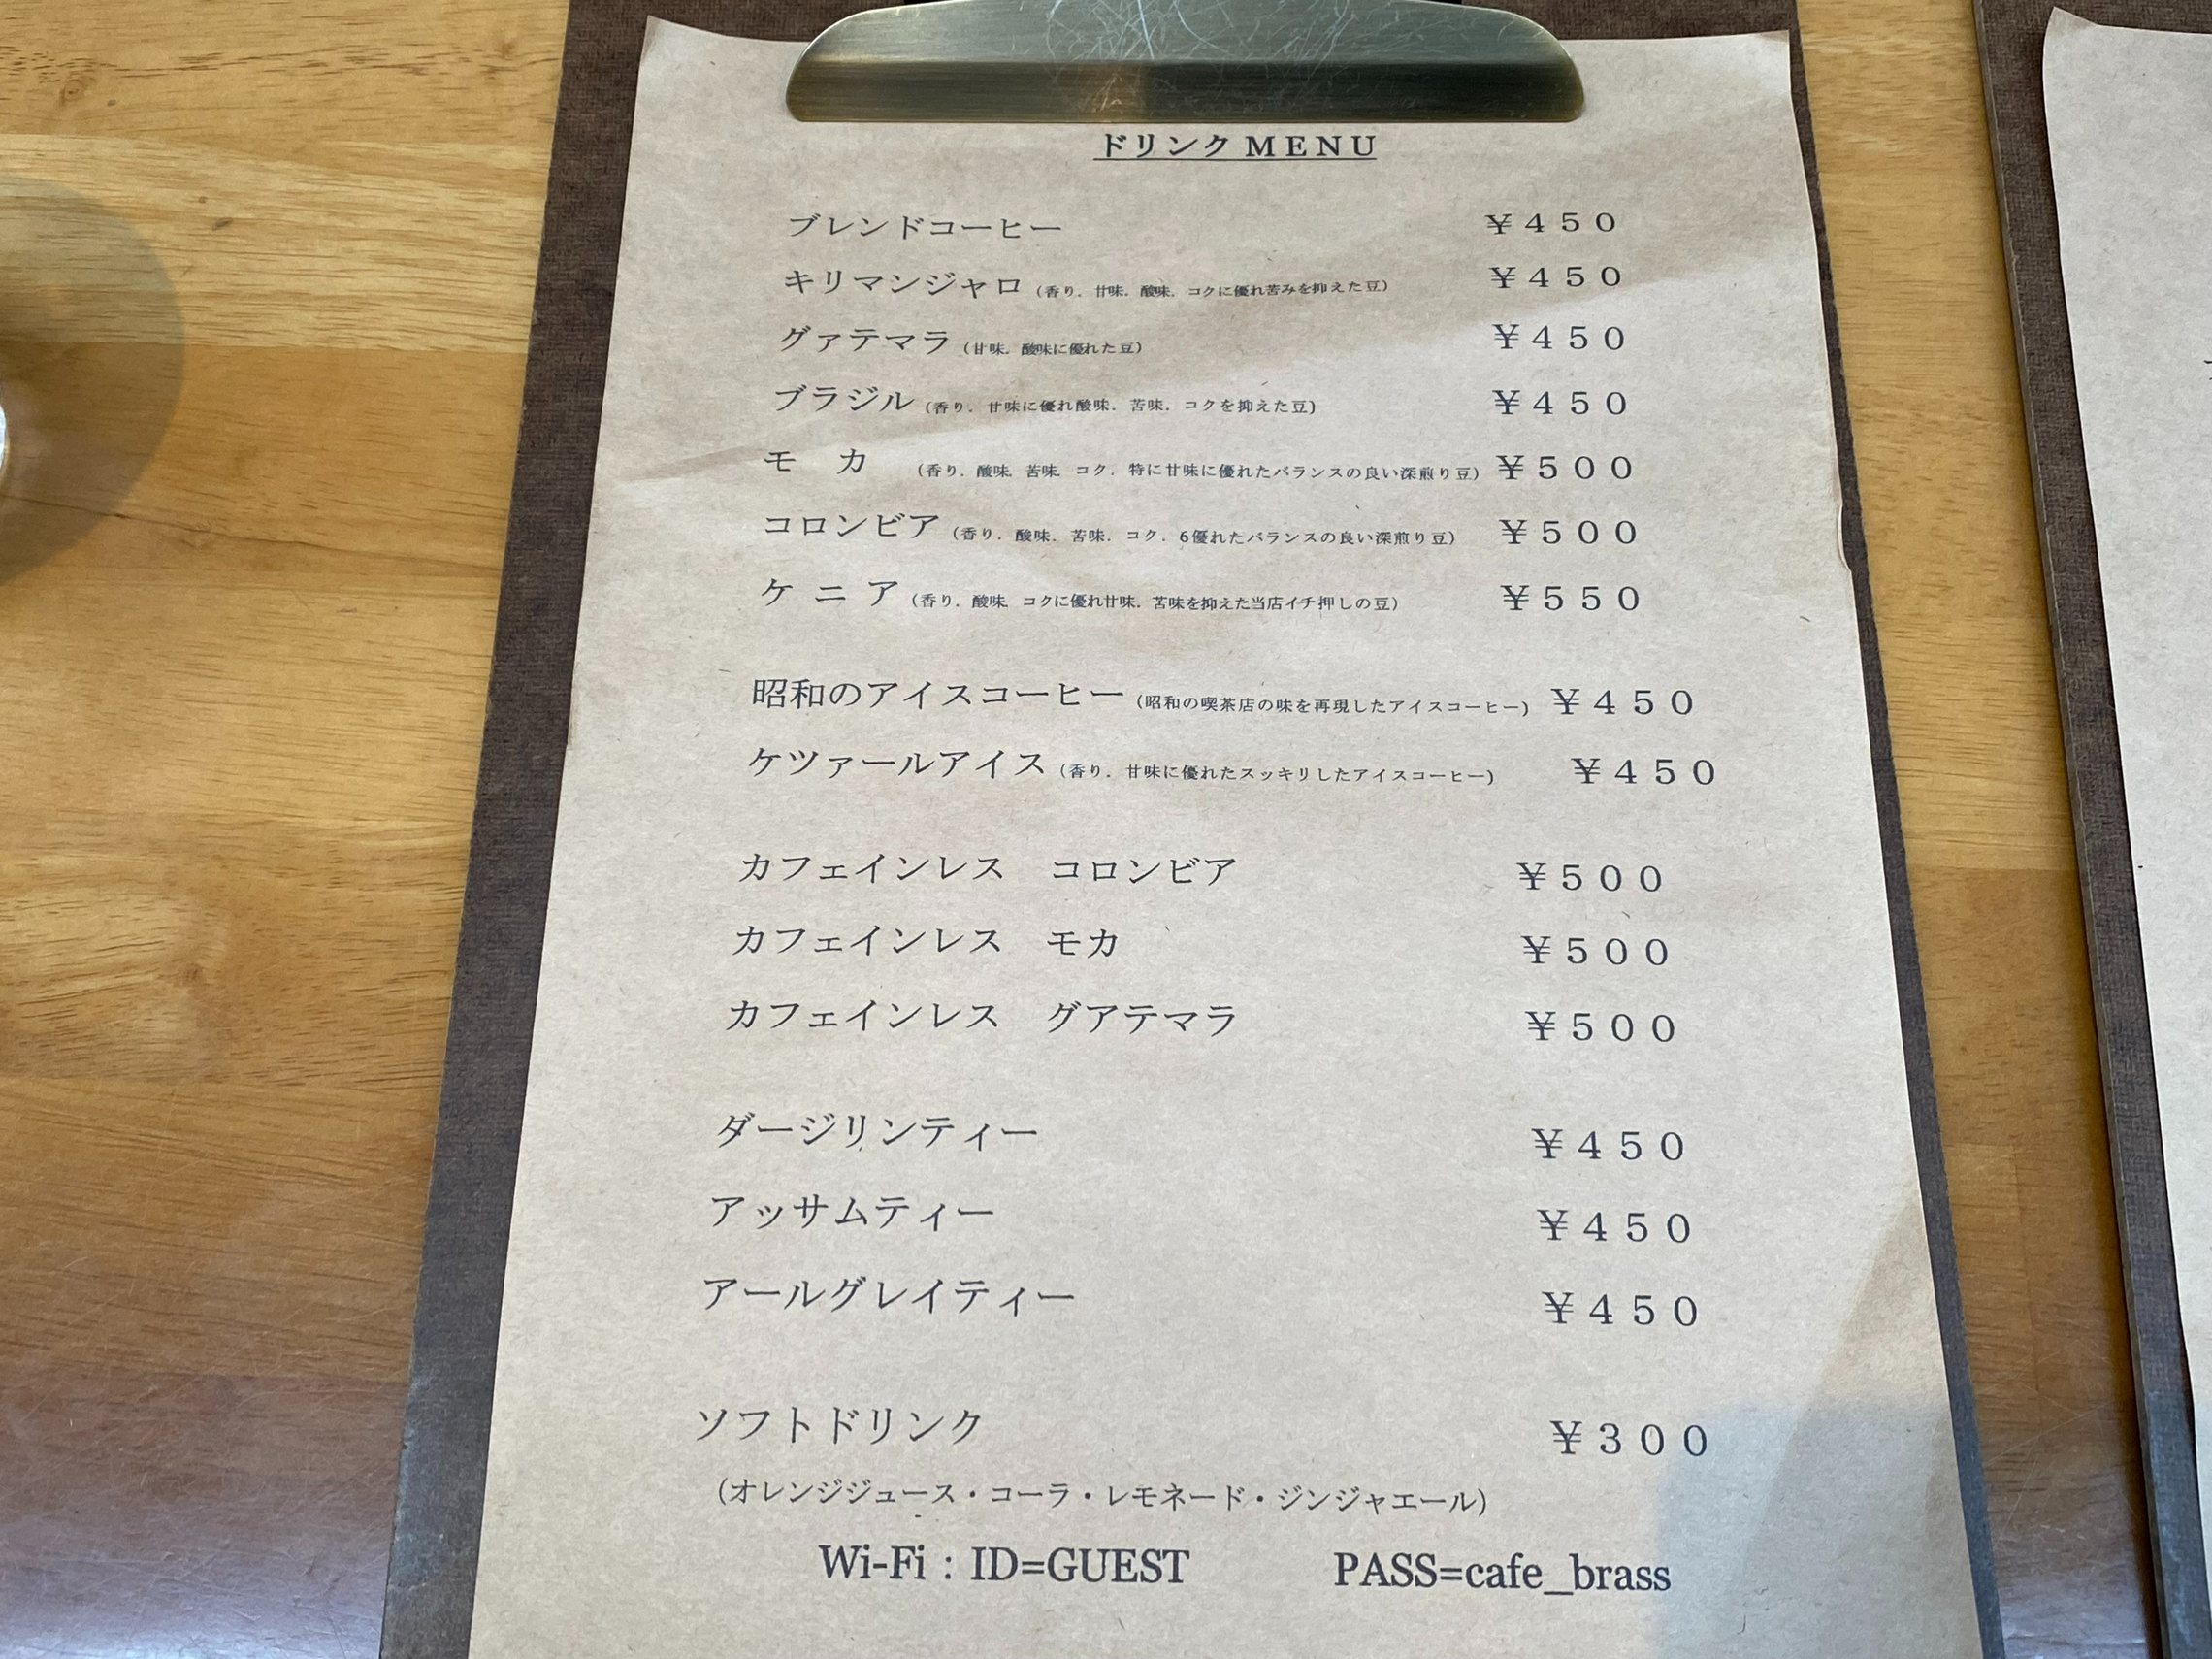 ドリンク MENU
ブレンドコーヒー ￥４５０
キリマンジャロ (香り．甘味．酸味．コクに優れ苦みを抑えた豆) ￥４５０
グァテマラ (甘味．酸味に優れた豆) ￥４５０
ブラジル (香り．甘味に優れ酸味．苦味．コクを抑えた豆) ￥４５０
モ　カ (香り．酸味．苦味．コク．特に甘味に優れたバランスの良い深煎り豆) ￥５００
コロンビア (香り．酸味．苦味．コク．6優れたバランスの良い深煎り豆) ￥５００
ケ ニ ア (香り．酸味．コクに優れ甘味．苦味を抑えた当店イチ押しの豆) ￥５５０
昭和のアイスコーヒー (昭和の喫茶店の味を再現したアイスコーヒー) ￥４５０
ケツァールアイス (香り．甘味に優れたスッキリしたアイスコーヒー) ￥４５０
カフェインレス　コロンビア ￥５００
カフェインレス　モカ ￥５００
カフェインレス　グアテマラ ￥５００
ダージリンティー ￥４５０
アッサムティー ￥４５０
アールグレイティー ￥４５０
ソフトドリンク ￥３００
(オレンジジュース・コーラ・レモネード・ジンジャエール)
Wi-Fi：ID=GUEST PASS=cafe_brass